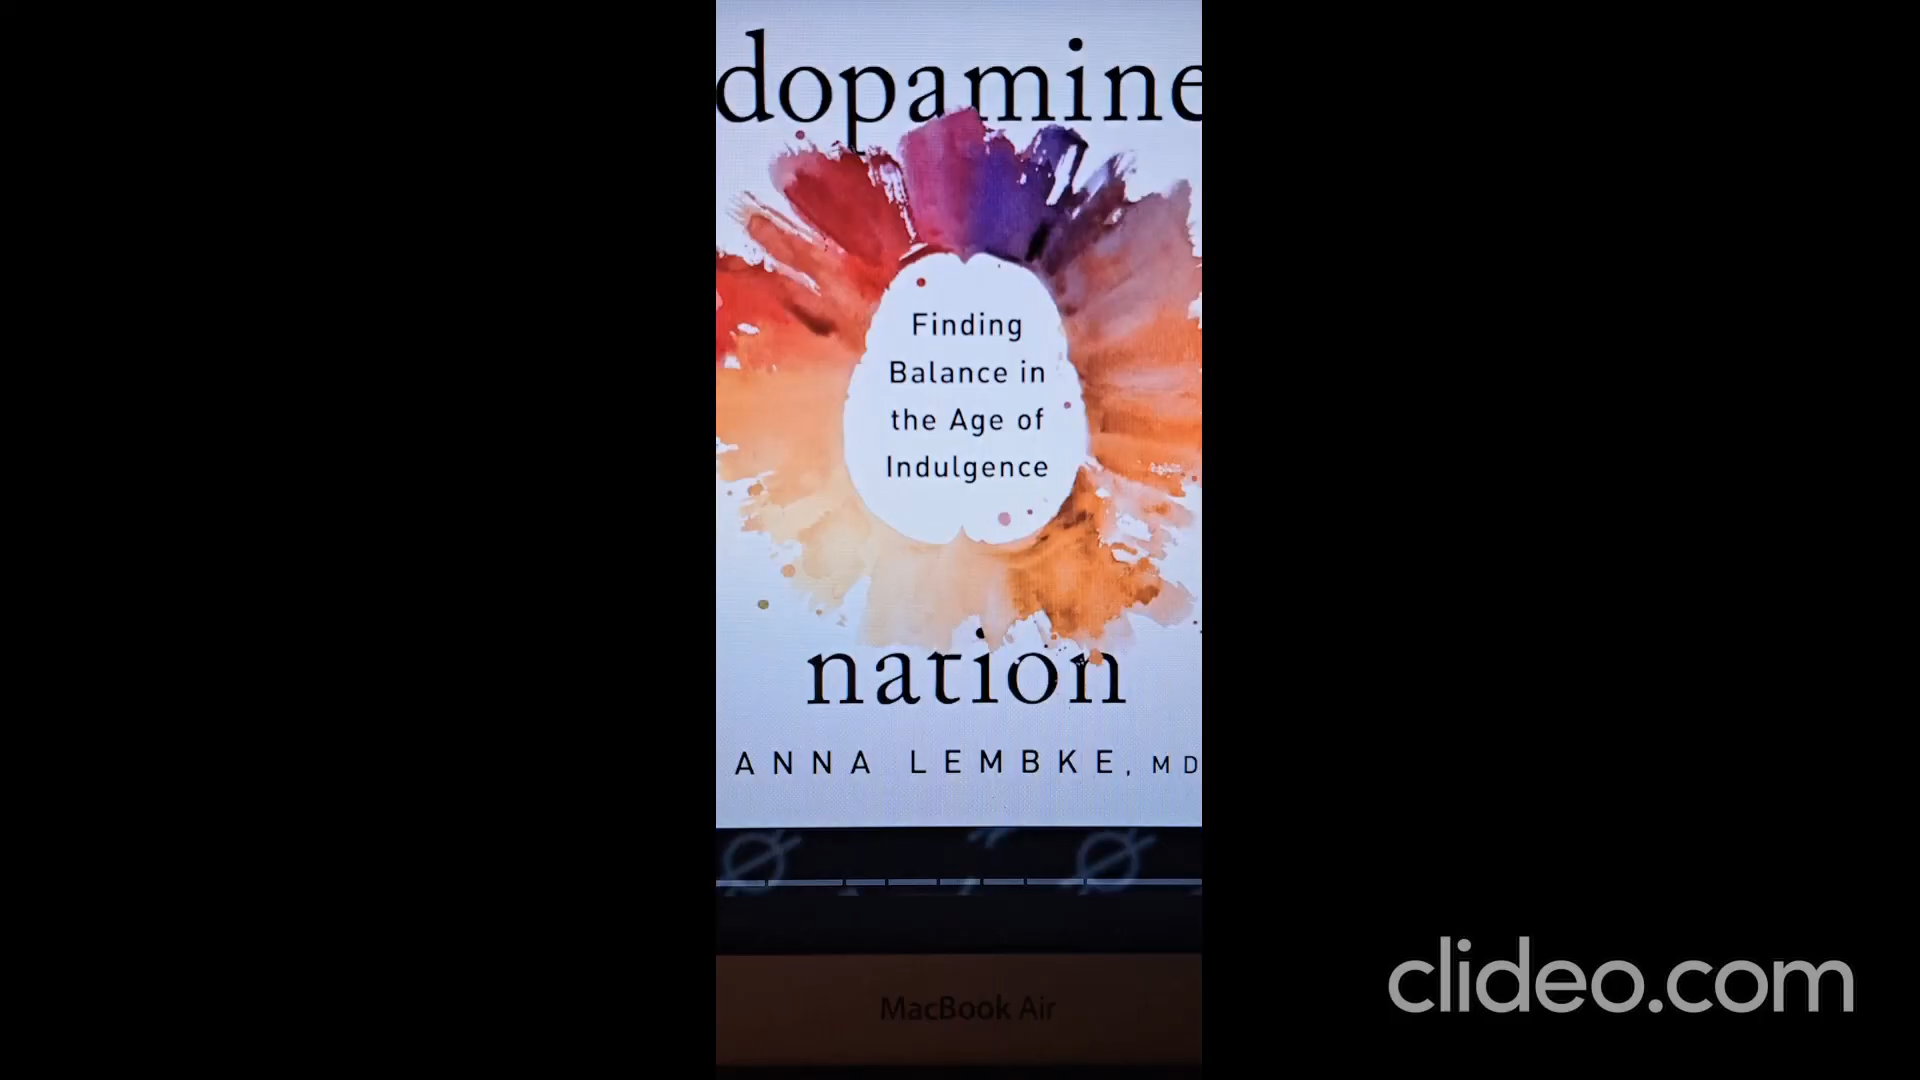 dopamine
Finding
Balance in
the Age of
Indulgence
nation
ANNA LEMBKE, MD
MacBook Air
clideo.com